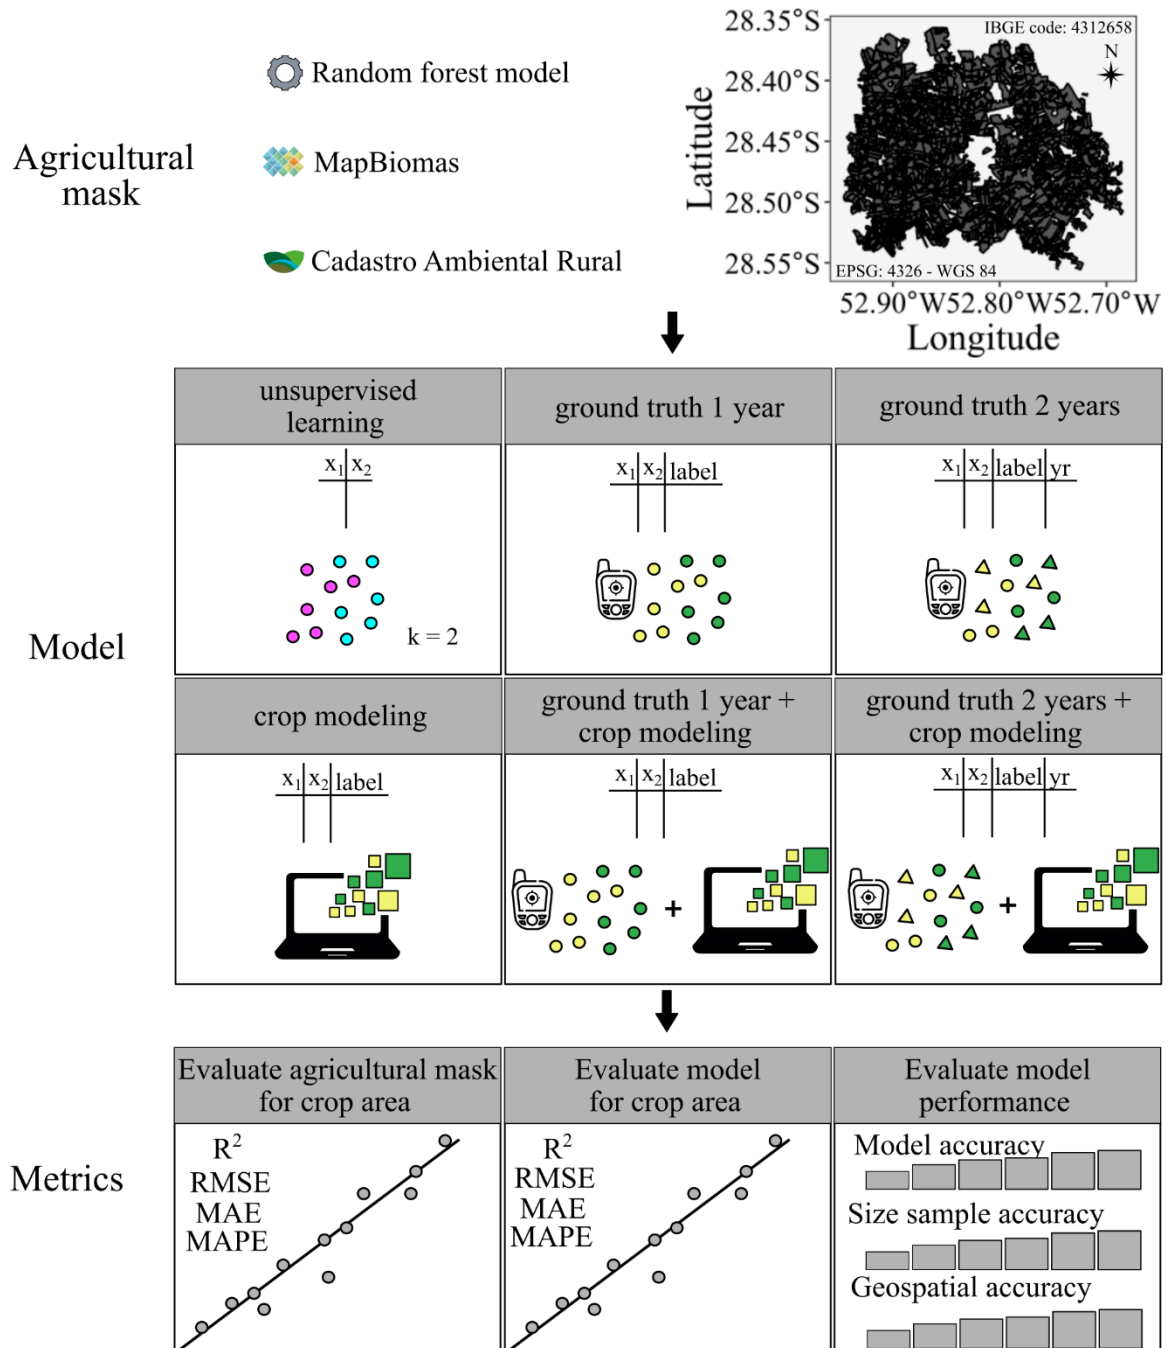 Agricultural
mask
Random forest model
MapBiomas
Cadastro Ambiental Rural
Latitude
28.35°S
28.40°S
28.45°S
28.50°S
28.55°S
IBGE code: 4312658
N
EPSG: 4326 - WGS 84
52.90°W 52.80°W 52.70°W
Longitude
Model
unsupervised
learning
x₁ x₂
k = 2
ground truth 1 year
x₁ x₂ label
ground truth 2 years
x₁ x₂ label yr
crop modeling
x₁ x₂ label
ground truth 1 year +
crop modeling
x₁ x₂ label
+
ground truth 2 years +
crop modeling
x₁ x₂ label yr
+
Metrics
Evaluate agricultural mask
for crop area
R²
RMSE
MAE
MAPE
Evaluate model
for crop area
R²
RMSE
MAE
MAPE
Evaluate model
performance
Model accuracy
Size sample accuracy
Geospatial accuracy